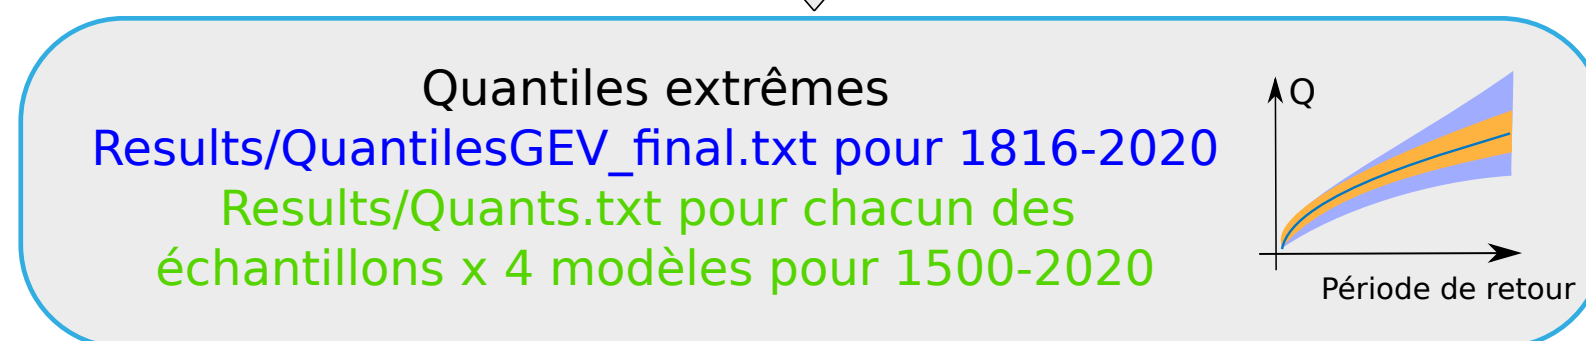 Quantiles extrêmes
Results/QuantilesGEV_final.txt pour 1816-2020
Results/Quants.txt pour chacun des
échantillons x 4 modèles pour 1500-2020
Q
Période de retour